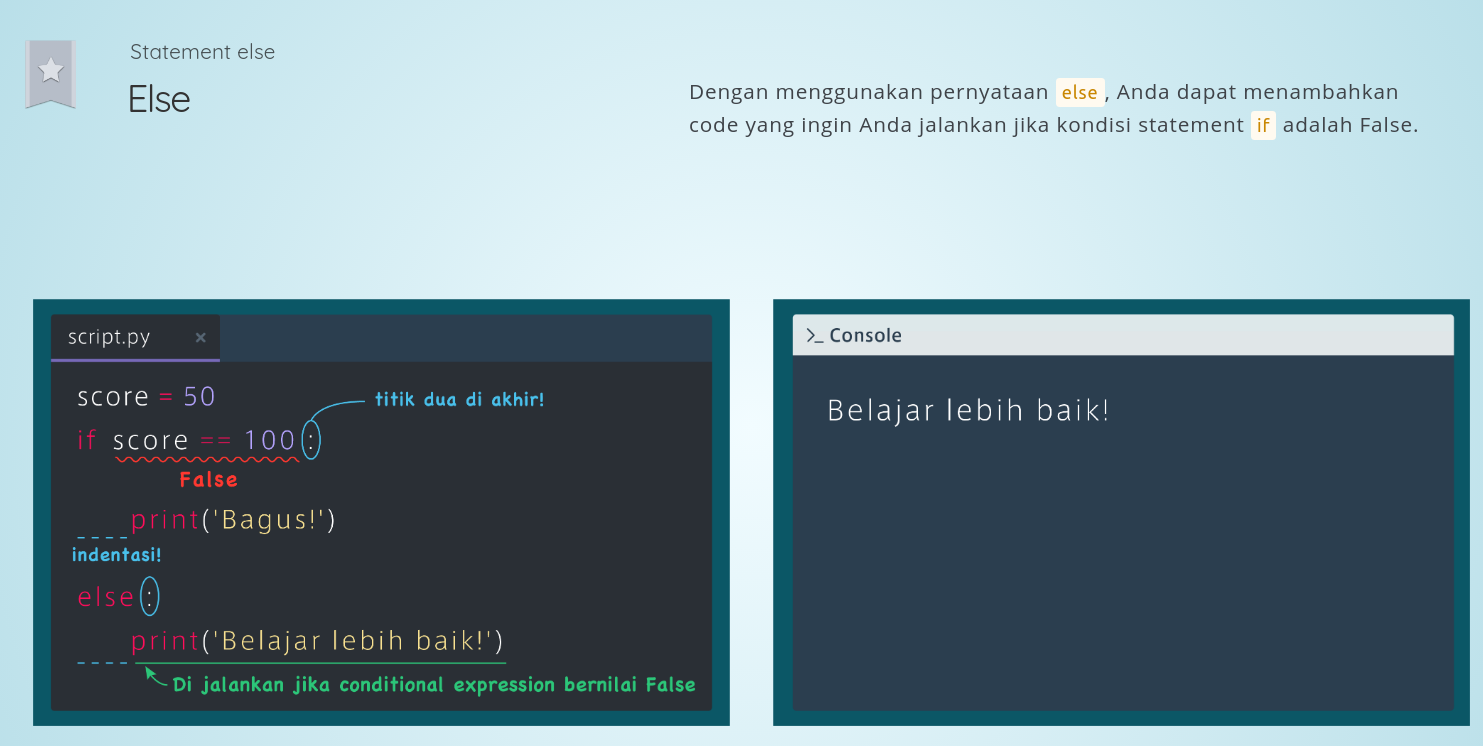 Statement else
Else
Dengan menggunakan pernyataan else, Anda dapat menambahkan
code yang ingin Anda jalankan jika kondisi statement if adalah False.
script.py ×
score = 50
titik dua di akhir!
if score == 100:
False
print('Bagus!')
indentasi!
else:
print('Belajar lebih baik!')
Di jalankan jika conditional expression bernilai False
>_ Console
Belajar lebih baik!